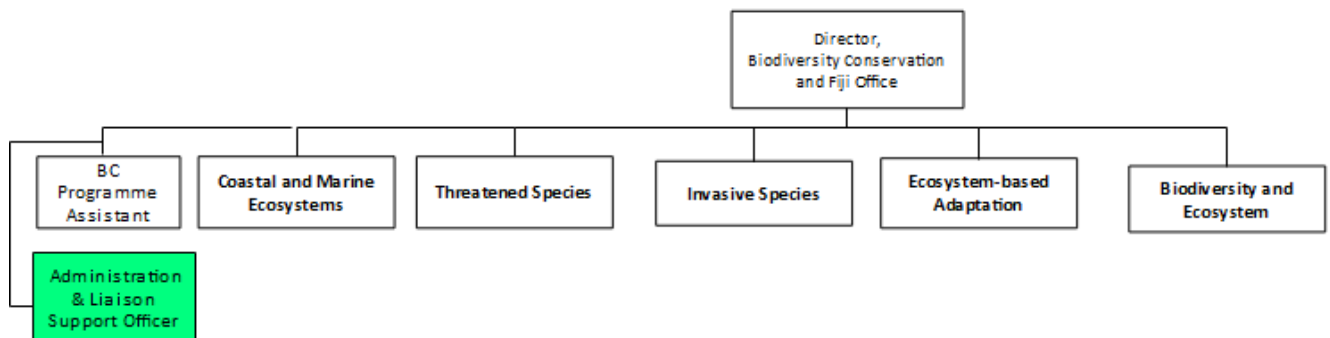 Director,
Biodiversity Conservation
and Fiji Office
BC
Programme
Assistant
Coastal and Marine
Ecosystems
Threatened Species
Invasive Species
Ecosystem-based
Adaptation
Biodiversity and
Ecosystem
Administration
& Liaison
Support Officer